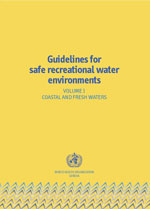 Guidelines for
safe recreational water
environments
VOLUME 1
COASTAL AND FRESH WATERS
WORLD HEALTH ORGANIZATION
GENEVA